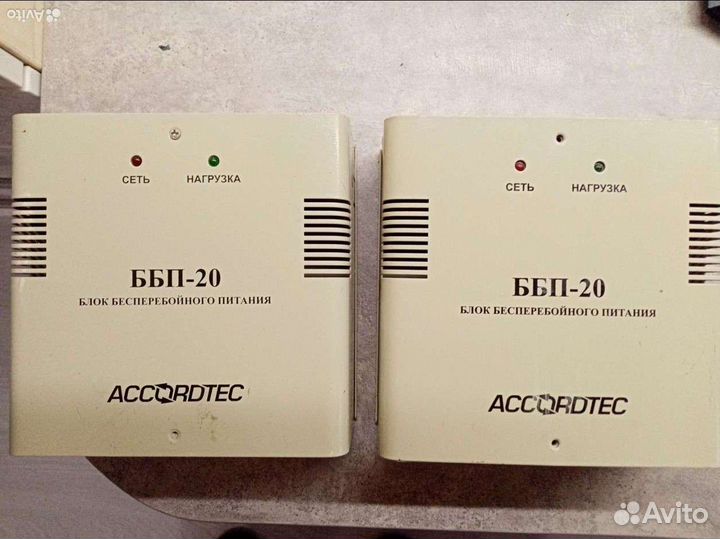 Avito
СЕТЬ НАГРУЗКА
ББП-20
БЛОК БЕСПЕРЕБОЙНОГО ПИТАНИЯ
ACCORDTEC
СЕТЬ НАГРУЗКА
ББП-20
БЛОК БЕСПЕРЕБОЙНОГО ПИТАНИЯ
ACCORDTEC
Avito